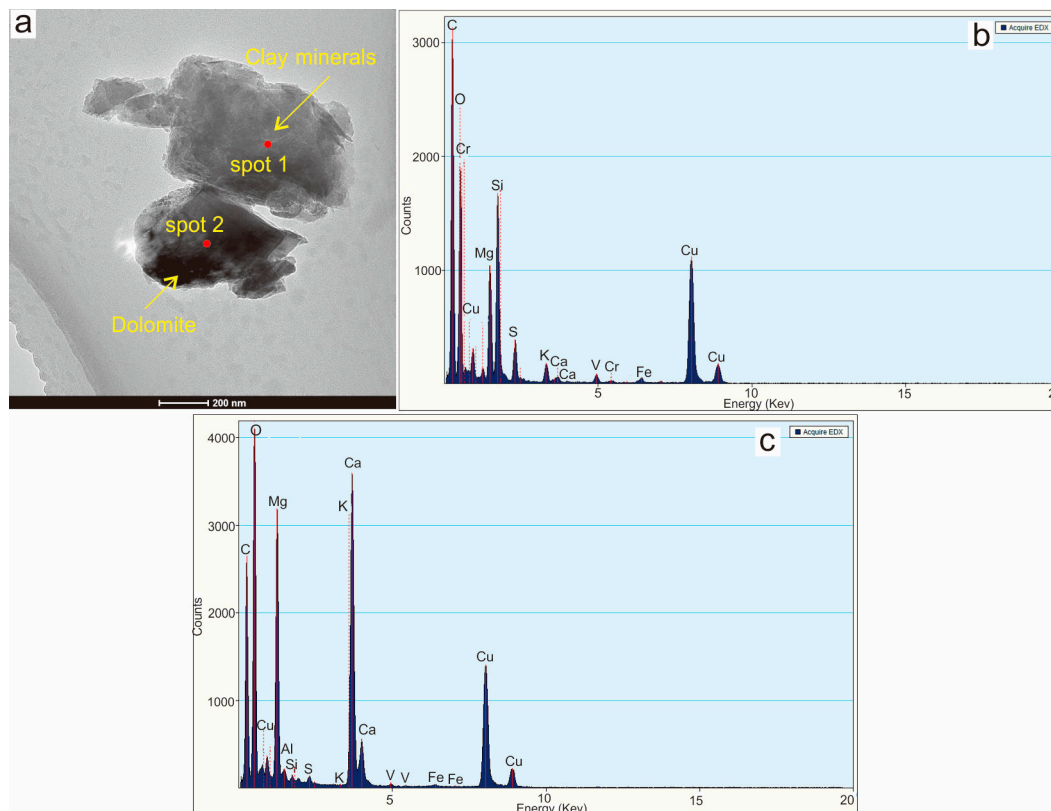 a
Clay minerals
spot 1
spot 2
Dolomite
200 nm
b
Acquire EDX
C
O
Cr
Si
Mg
Cu
S
K
Ca
Ca
V
Cr
Fe
Cu
Cu
3000
2000
1000
Counts
5
10
15
20
Energy (Kev)
c
Acquire EDX
O
Ca
K
Mg
C
Cu
Al
Si
S
K
Ca
V
V
Fe
Fe
Cu
Cu
4000
3000
2000
1000
Counts
5
10
15
20
Energy (Kev)